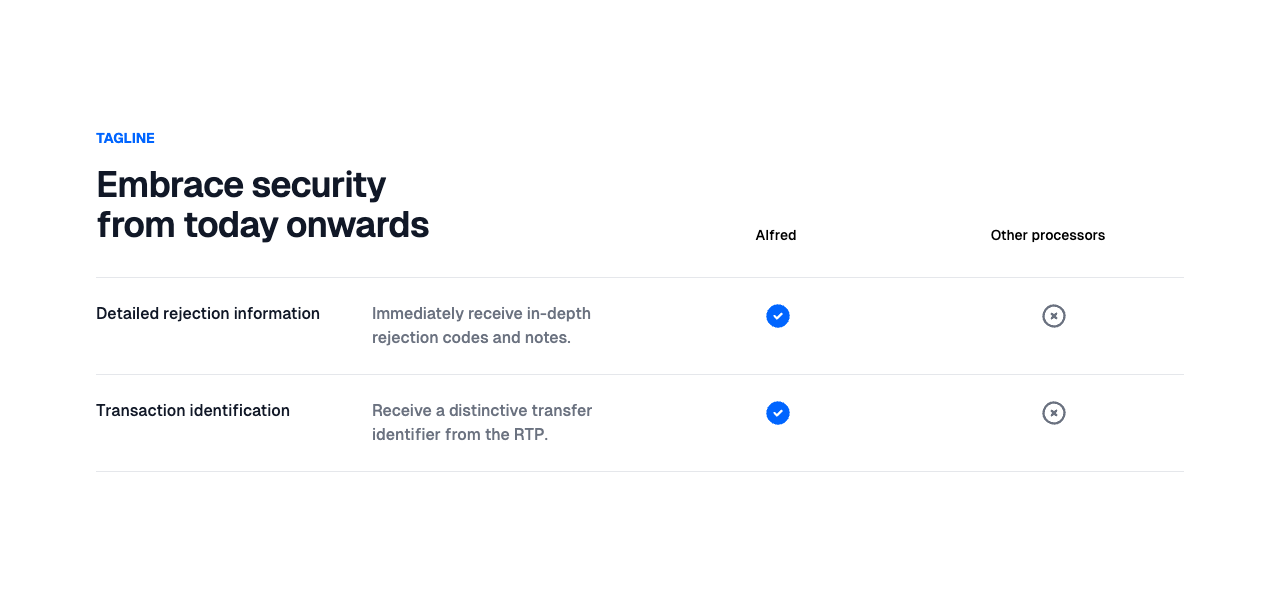 TAGLINE
Embrace security
from today onwards
Alfred
Other processors
Detailed rejection information
Immediately receive in-depth
rejection codes and notes.
Transaction identification
Receive a distinctive transfer
identifier from the RTP.